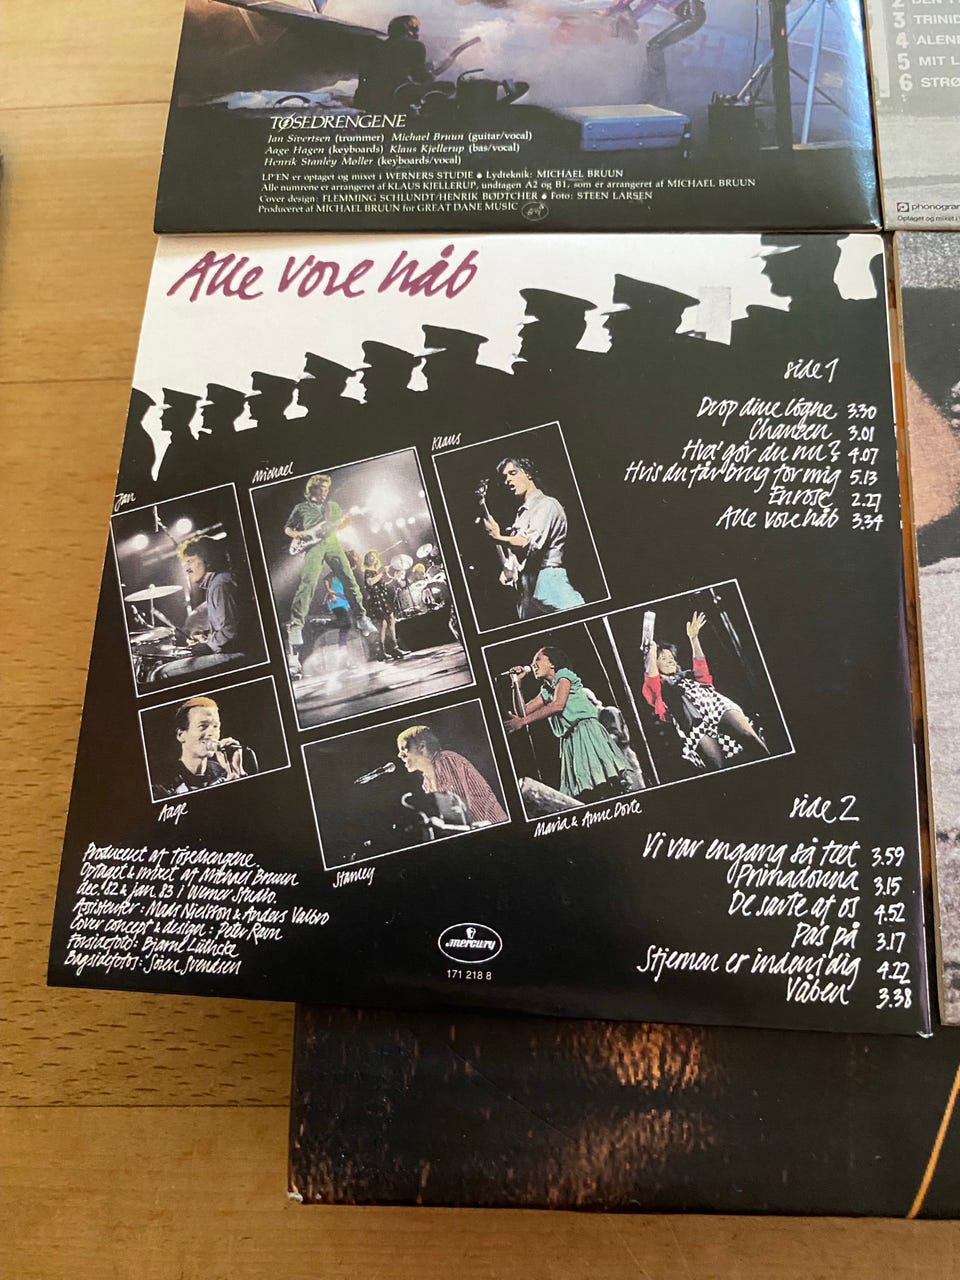 TØSEDRENGENE
Jan Sivertsen (trommer) Michael Bruun (guitar/vocal)
Aage Hagen (keyboards) Klaus Kjellerup (bas/vocal)
Henrik Stanley Møller (keyboards/vocal)
LP'EN er optaget og mixet i WERNERS STUDIE ● Lydteknik: MICHAEL BRUUN
Alle numrene er arrangeret af KLAUS KJELLERUP, undtagen A2 og B1, som er arrangeret af MICHAEL BRUUN
Cover design: FLEMMING SCHLUNDT/HENRIK BØDTCHER ● Foto: STEEN LARSEN
Produceret af MICHAEL BRUUN for GREAT DANE MUSIC
3 TRINID
4 ALENE
5 MIT L
6 STRØ
phonogram
Optaget og mixet i
Alle vore håb
side 1
Drop dine løgne 3.30
Chancen 3.01
Hva' gør du nu? 4.07
Hvis du får brug for mig 5.13
En rose 2.27
Alle vore håb 3.34
Jan
Michael
Klaus
Aage
Stanley
Maria & Anne Dorte
side 2
Vi var engang så tæt 3.59
Primadonna 3.15
De sarte af os 4.52
Pas på 3.17
Stjernen er inden i dig 4.22
Våben 3.38
Produceret af Tøsedrengene.
Optaget & mixet af Michael Bruun
dec. 82 & jan. 83 i Werner Studio.
Assistenter: Mads Nielsson & Anders Valbro
Cover concept & design: Peter Ravn
Forsidefoto: Bjarne Lüthcke
Bagsidefotos: Søren Svendsen
mercury
171 218 8